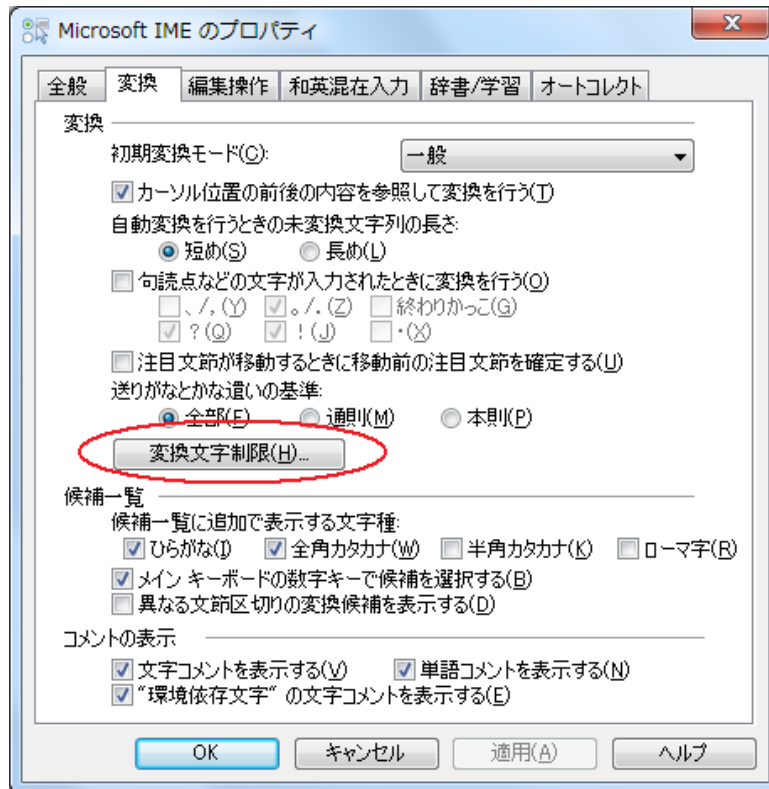 Microsoft IME のプロパティ
全般 変換 編集操作 和英混在入力 辞書/学習 オートコレクト
変換
初期変換モード(C): 一般
カーソル位置の前後の内容を参照して変換を行う(T)
自動変換を行うときの未変換文字列の長さ:
短め(S) 長め(L)
句読点などの文字が入力されたときに変換を行う(O)
、/,(Y) 。/.(Z) 終わりかっこ(G)
?(Q) !(J) ・(X)
注目文節が移動するときに移動前の注目文節を確定する(U)
送りがなとかな遣いの基準:
全部(F) 通則(M) 本則(P)
変換文字制限(H)...
候補一覧
候補一覧に追加で表示する文字種:
ひらがな(I) 全角カタカナ(W) 半角カタカナ(K) ローマ字(R)
メイン キーボードの数字キーで候補を選択する(B)
異なる文節区切りの変換候補を表示する(D)
コメントの表示
文字コメントを表示する(V) 単語コメントを表示する(N)
"環境依存文字" の文字コメントを表示する(E)
OK キャンセル 適用(A) ヘルプ